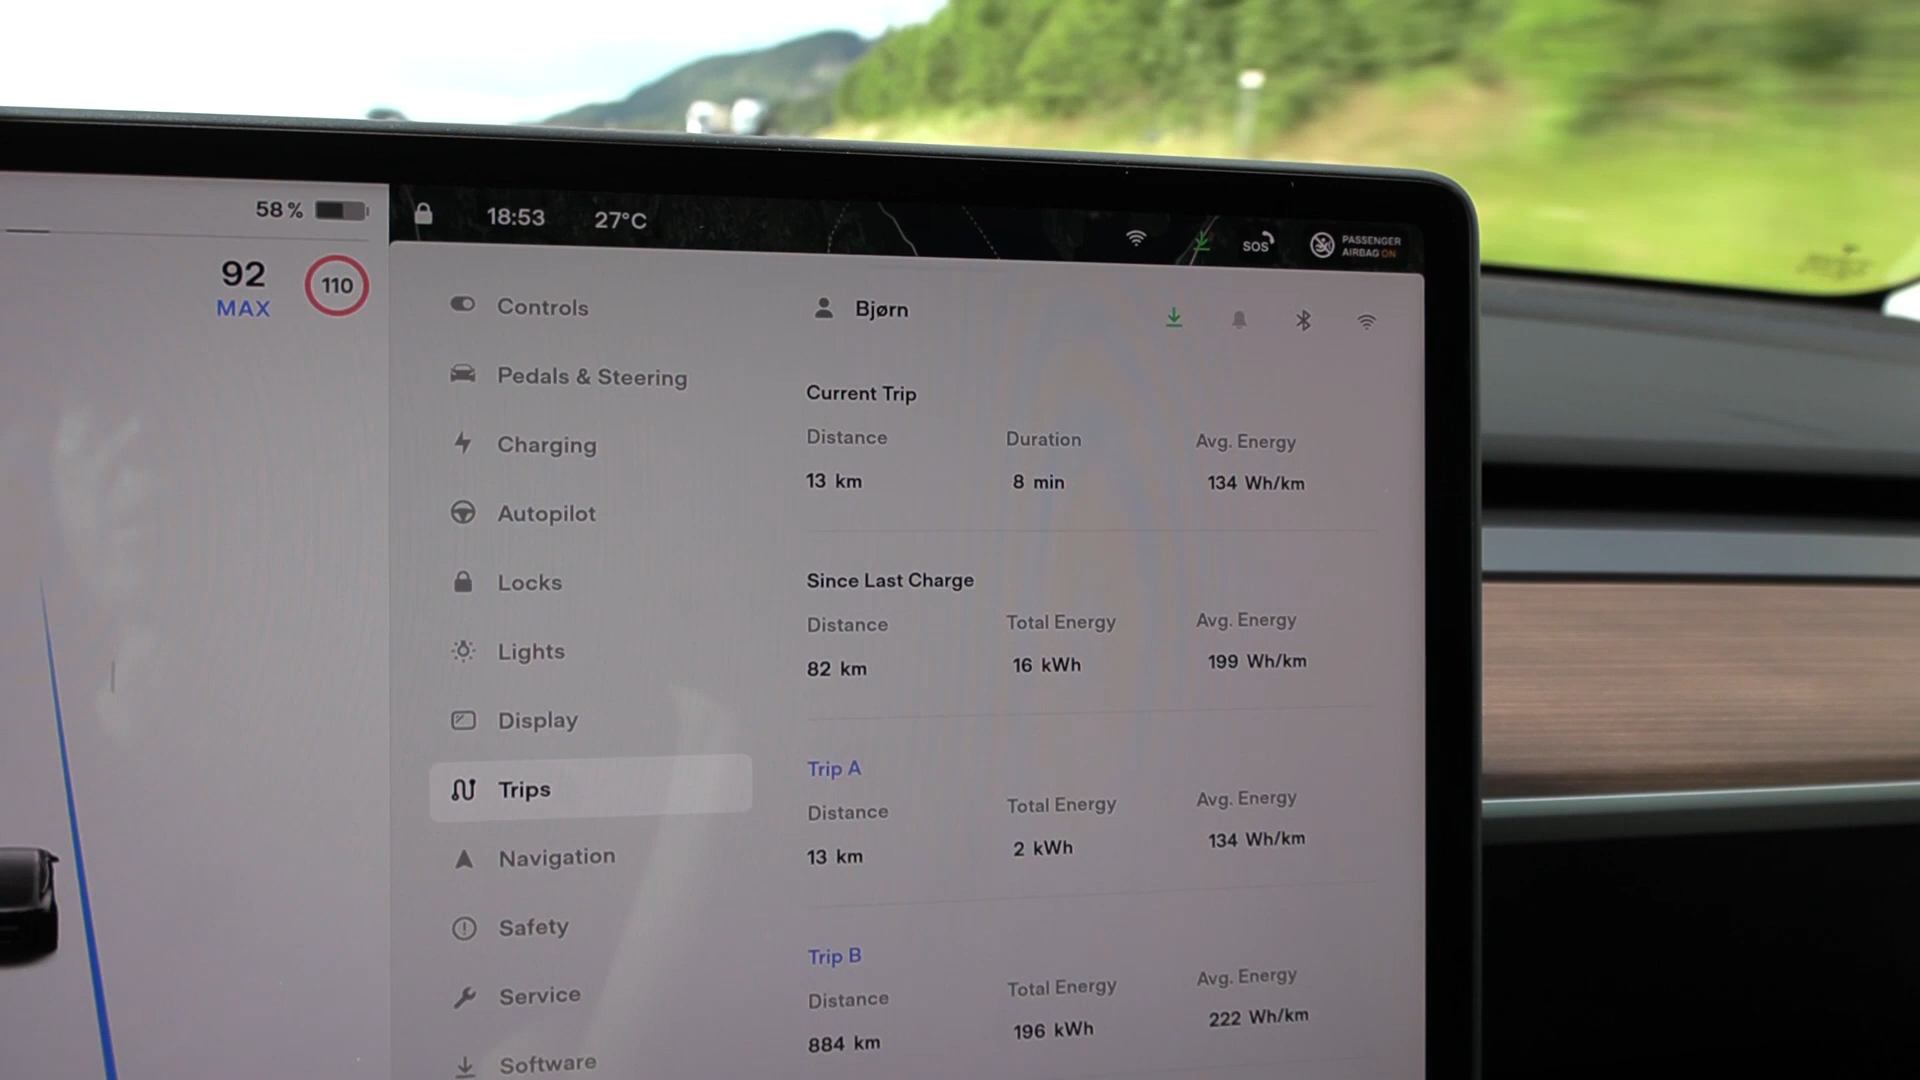 58 %
92
MAX
110
18:53
27°C
SOS
PASSENGER
AIRBAG ON
Controls
Pedals & Steering
Charging
Autopilot
Locks
Lights
Display
Trips
Navigation
Safety
Service
Software
Bjørn
Current Trip
Distance Duration Avg. Energy
13 km 8 min 134 Wh/km
Since Last Charge
Distance Total Energy Avg. Energy
82 km 16 kWh 199 Wh/km
Trip A
Distance Total Energy Avg. Energy
13 km 2 kWh 134 Wh/km
Trip B
Distance Total Energy Avg. Energy
884 km 196 kWh 222 Wh/km